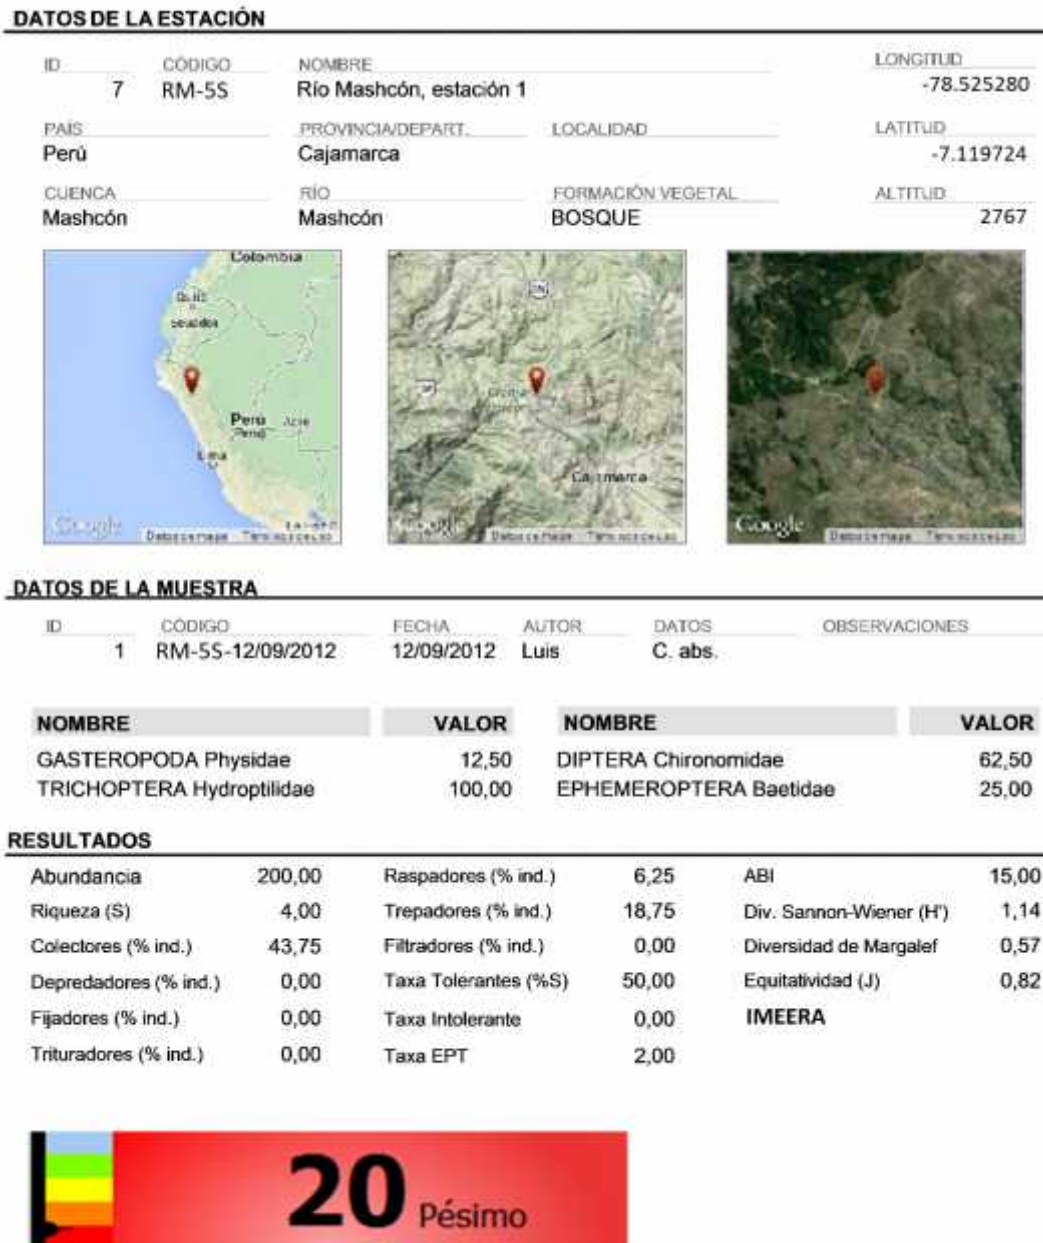 DATOS DE LA ESTACIÓN
ID CÓDIGO NOMBRE LONGITUD
7 RM-5S Río Mashcón, estación 1 -78.525280
PAÍS PROVINCIA/DEPART. LOCALIDAD LATITUD
Perú Cajamarca -7.119724
CUENCA RÍO FORMACIÓN VEGETAL ALTITUD
Mashcón Mashcón BOSQUE 2767
Colombia
Quito
Ecuador
Perú
Lima
Google
Cajamarca
Google
Google
DATOS DE LA MUESTRA
ID CÓDIGO FECHA AUTOR DATOS OBSERVACIONES
1 RM-5S-12/09/2012 12/09/2012 Luis C. abs.
NOMBRE VALOR NOMBRE VALOR
GASTEROPODA Physidae 12,50 DIPTERA Chironomidae 62,50
TRICHOPTERA Hydroptilidae 100,00 EPHEMEROPTERA Baetidae 25,00
RESULTADOS
Abundancia 200,00 Raspadores (% ind.) 6,25 ABI 15,00
Riqueza (S) 4,00 Trepadores (% ind.) 18,75 Div. Sannon-Wiener (H') 1,14
Colectores (% ind.) 43,75 Filtradores (% ind.) 0,00 Diversidad de Margalef 0,57
Depredadores (% ind.) 0,00 Taxa Tolerantes (%S) 50,00 Equitatividad (J) 0,82
Fijadores (% ind.) 0,00 Taxa Intolerante 0,00 IMEERA
Trituradores (% ind.) 0,00 Taxa EPT 2,00
20 Pésimo